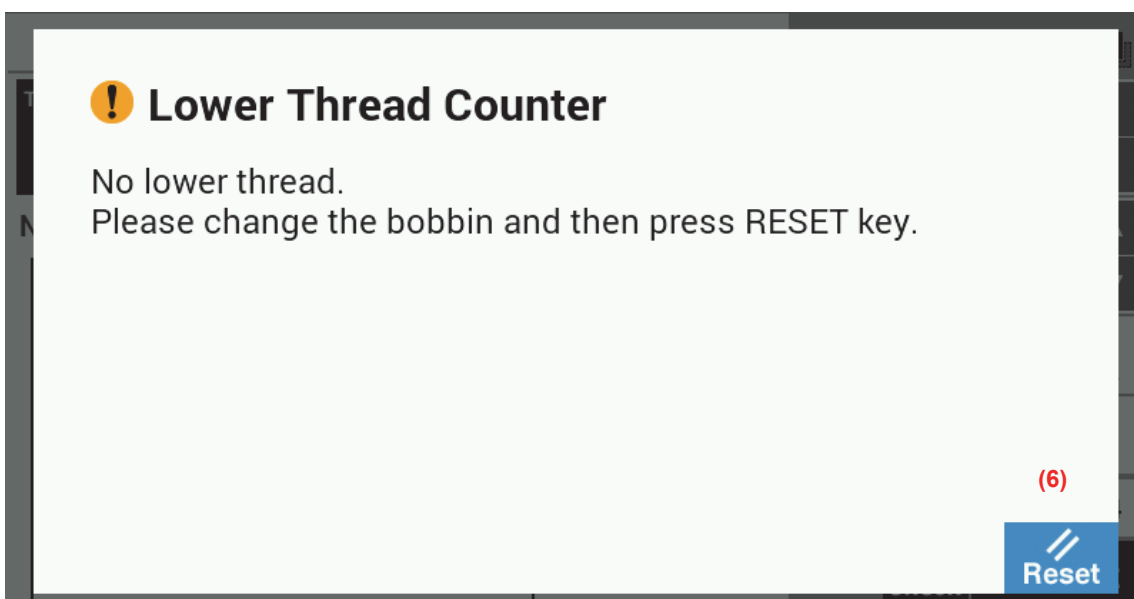 Lower Thread Counter
No lower thread.
Please change the bobbin and then press RESET key.
(6)
Reset